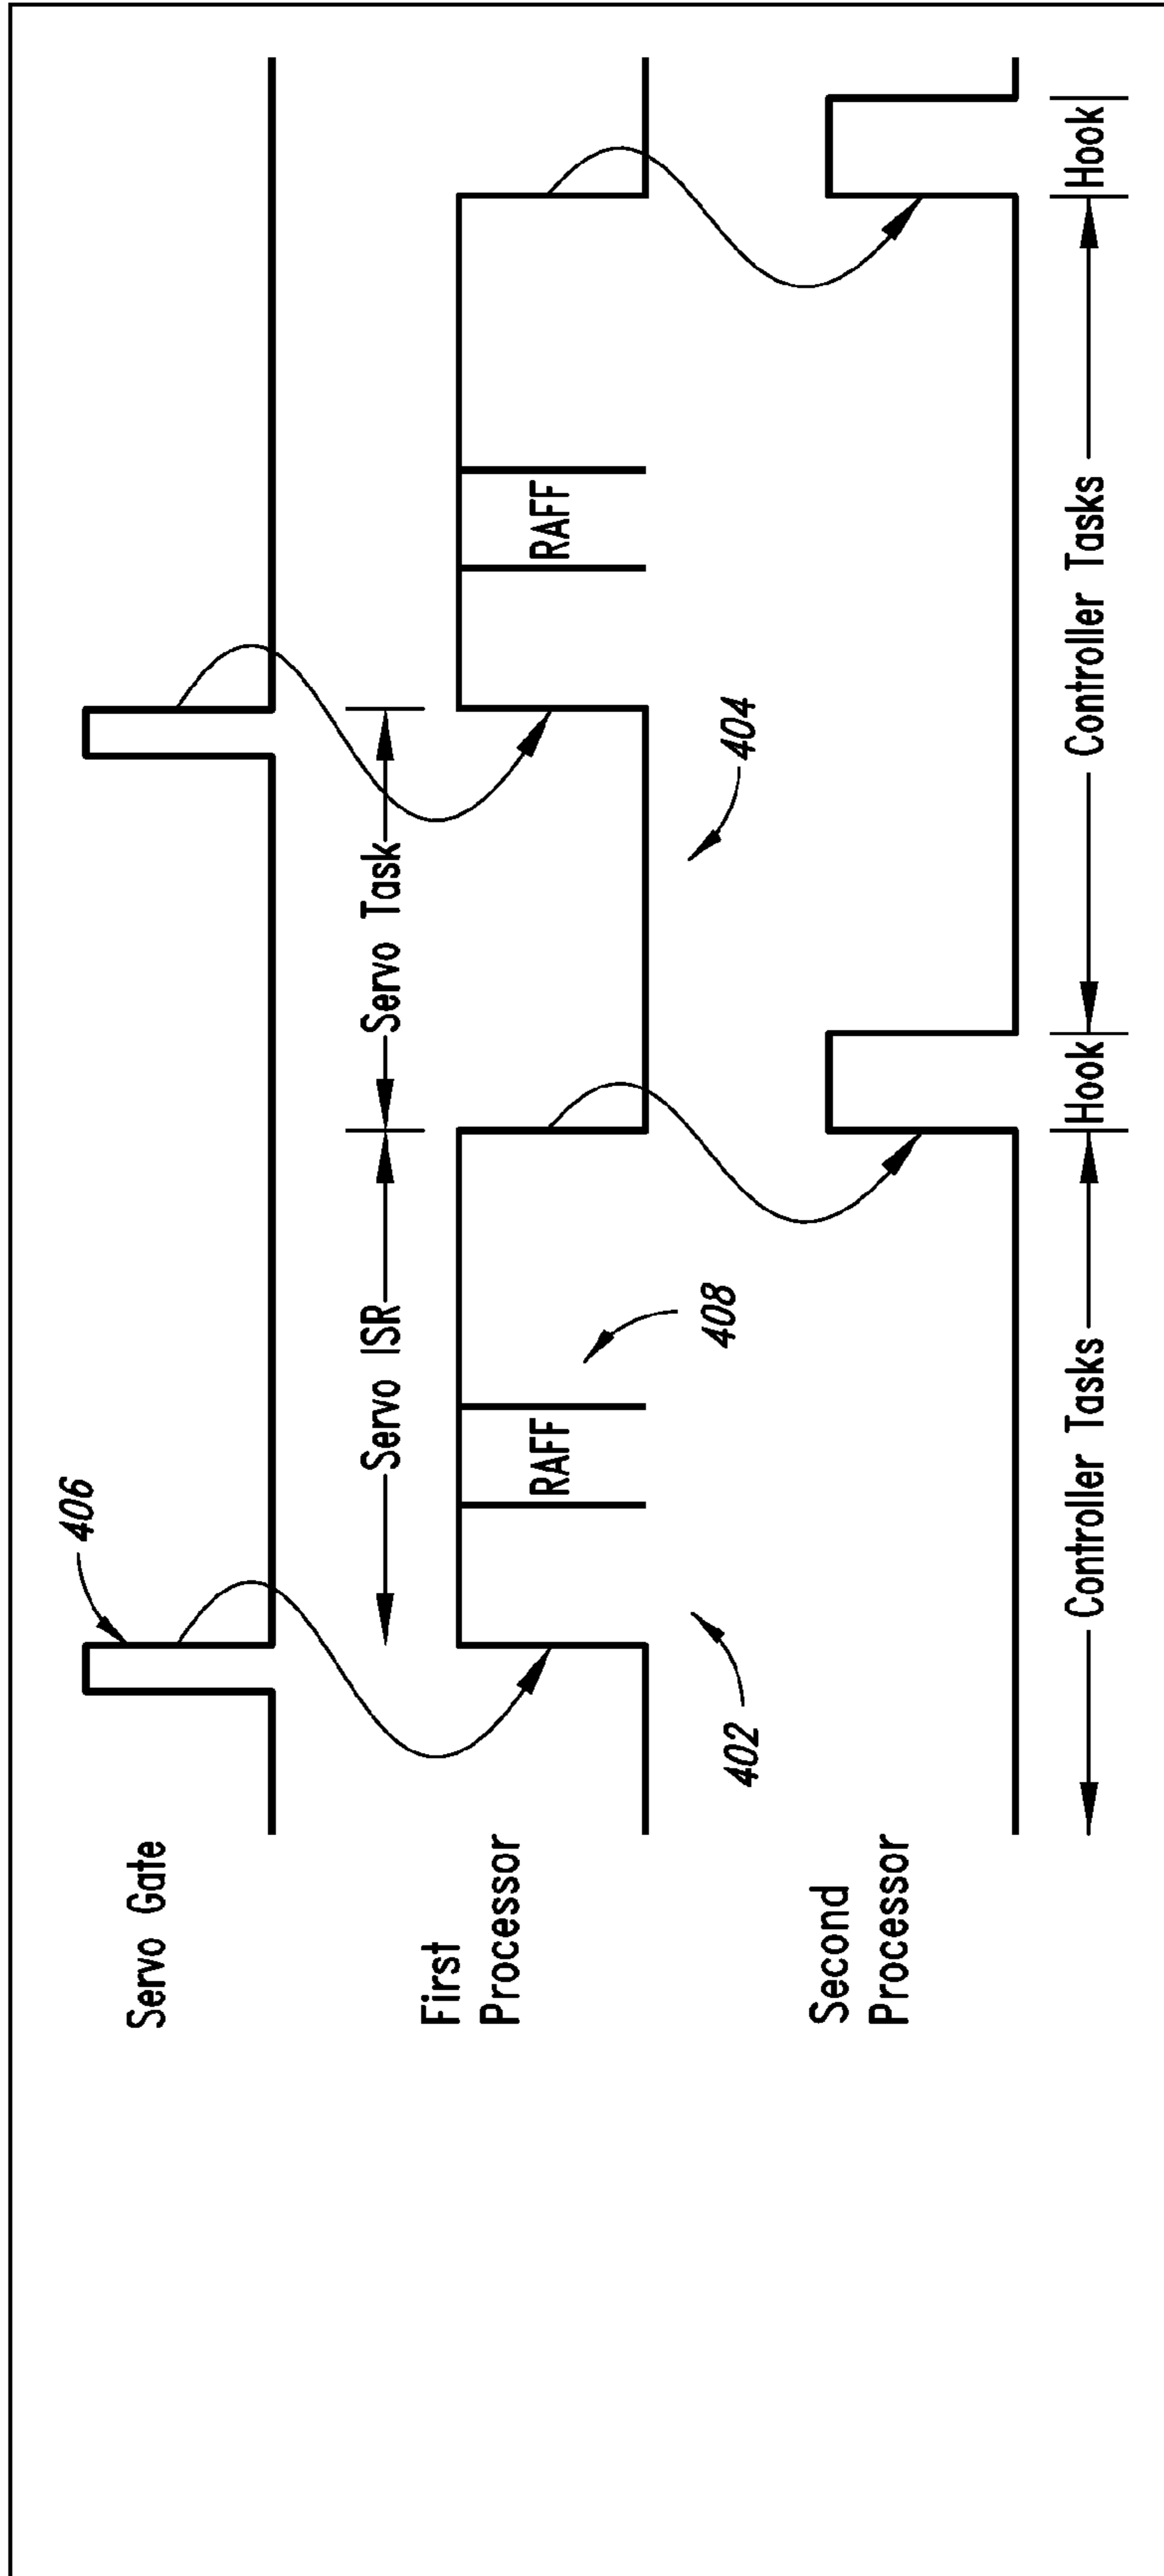 Servo Gate
406
Servo ISR
Servo Task
First
Processor
RAFF
RAFF
408
402
404
Second
Processor
Controller Tasks
Hook
Controller Tasks
Hook